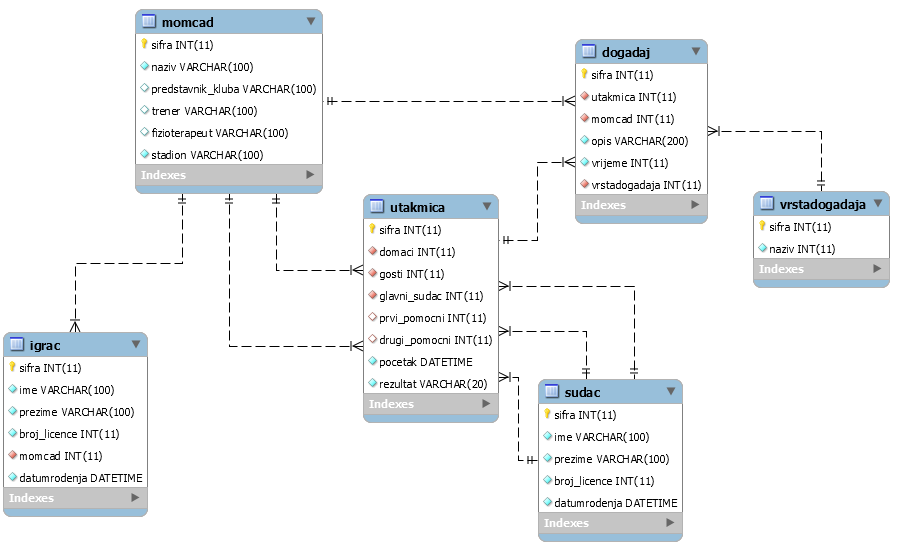 momcad
sifra INT(11)
naziv VARCHAR(100)
predstavnik_kluba VARCHAR(100)
trener VARCHAR(100)
fizioterapeut VARCHAR(100)
stadion VARCHAR(100)
Indexes
dogadaj
sifra INT(11)
utakmica INT(11)
momcad INT(11)
opis VARCHAR(200)
vrijeme INT(11)
vrstadogadaja INT(11)
Indexes
utakmica
sifra INT(11)
domaci INT(11)
gosti INT(11)
glavni_sudac INT(11)
prvi_pomocni INT(11)
drugi_pomocni INT(11)
pocetak DATETIME
rezultat VARCHAR(20)
Indexes
vrstadogadaja
sifra INT(11)
naziv INT(11)
Indexes
igrac
sifra INT(11)
ime VARCHAR(100)
prezime VARCHAR(100)
broj_licence INT(11)
momcad INT(11)
datumrodenja DATETIME
Indexes
sudac
sifra INT(11)
ime VARCHAR(100)
prezime VARCHAR(100)
broj_licence INT(11)
datumrodenja DATETIME
Indexes